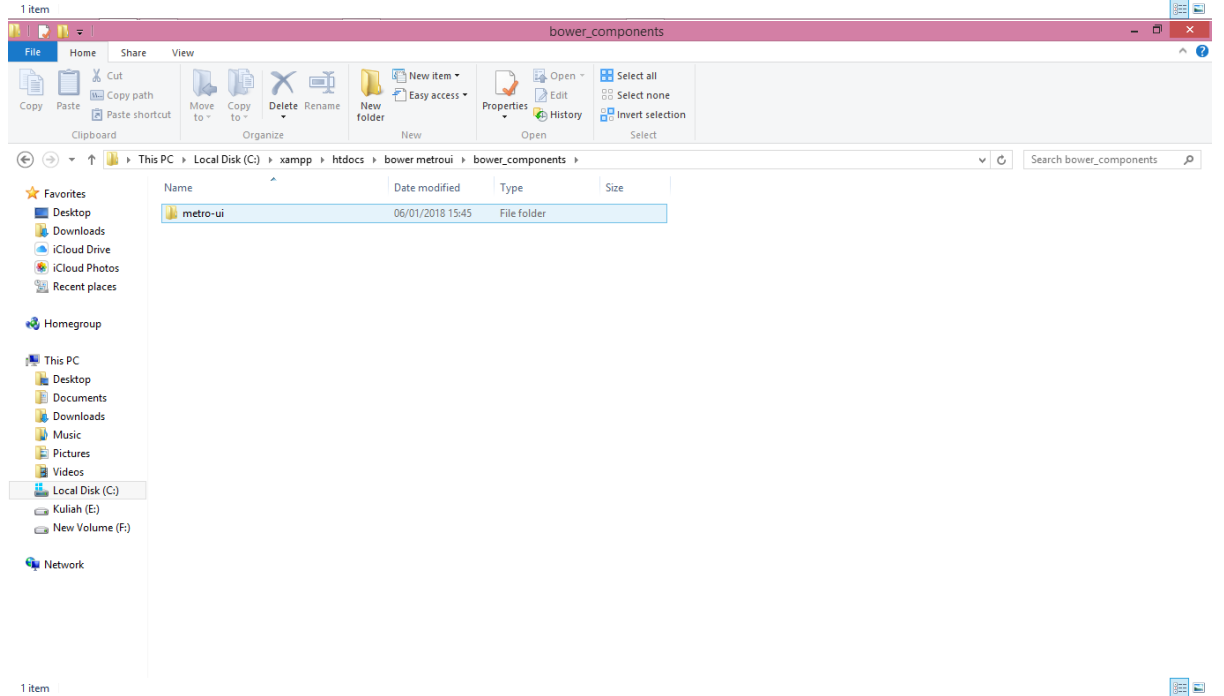 1 item
bower_components
File Home Share View
Cut
Copy path
Paste shortcut
Copy Paste
Clipboard
Move to Copy to Delete Rename
Organize
New item
Easy access
New folder
New
Open
Edit
History
Properties
Open
Select all
Select none
Invert selection
Select
This PC Local Disk (C:) xampp htdocs bower metroui bower_components
Search bower_components
Name Date modified Type Size
metro-ui 06/01/2018 15:45 File folder
Favorites
Desktop
Downloads
iCloud Drive
iCloud Photos
Recent places
Homegroup
This PC
Desktop
Documents
Downloads
Music
Pictures
Videos
Local Disk (C:)
Kuliah (E:)
New Volume (F:)
Network
1 item